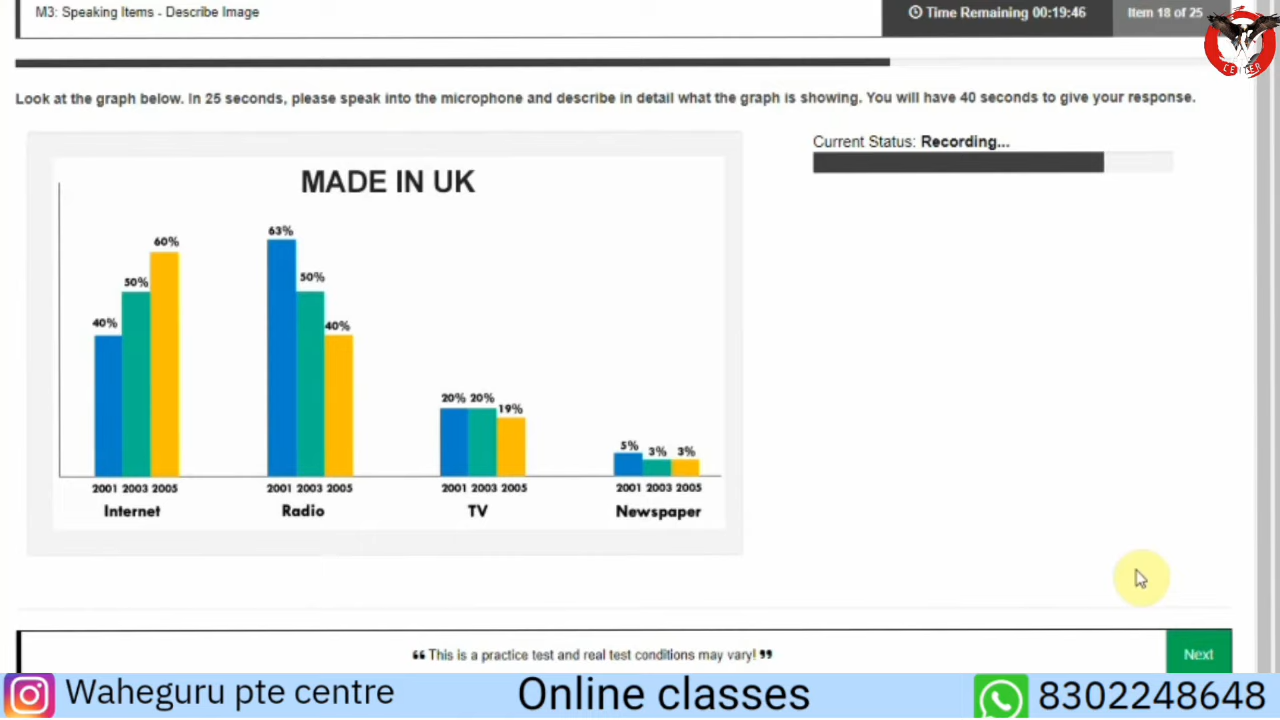 M3: Speaking Items - Describe Image
Time Remaining 00:19:46
Item 18 of 25
CENTER
Look at the graph below. In 25 seconds, please speak into the microphone and describe in detail what the graph is showing. You will have 40 seconds to give your response.
Current Status: Recording...
MADE IN UK
40% 50% 60%
63% 50% 40%
20% 20% 19%
5% 3% 3%
2001 2003 2005 2001 2003 2005 2001 2003 2005 2001 2003 2005
Internet Radio TV Newspaper
❝ This is a practice test and real test conditions may vary! ❞
Next
Waheguru pte centre
Online classes
8302248648